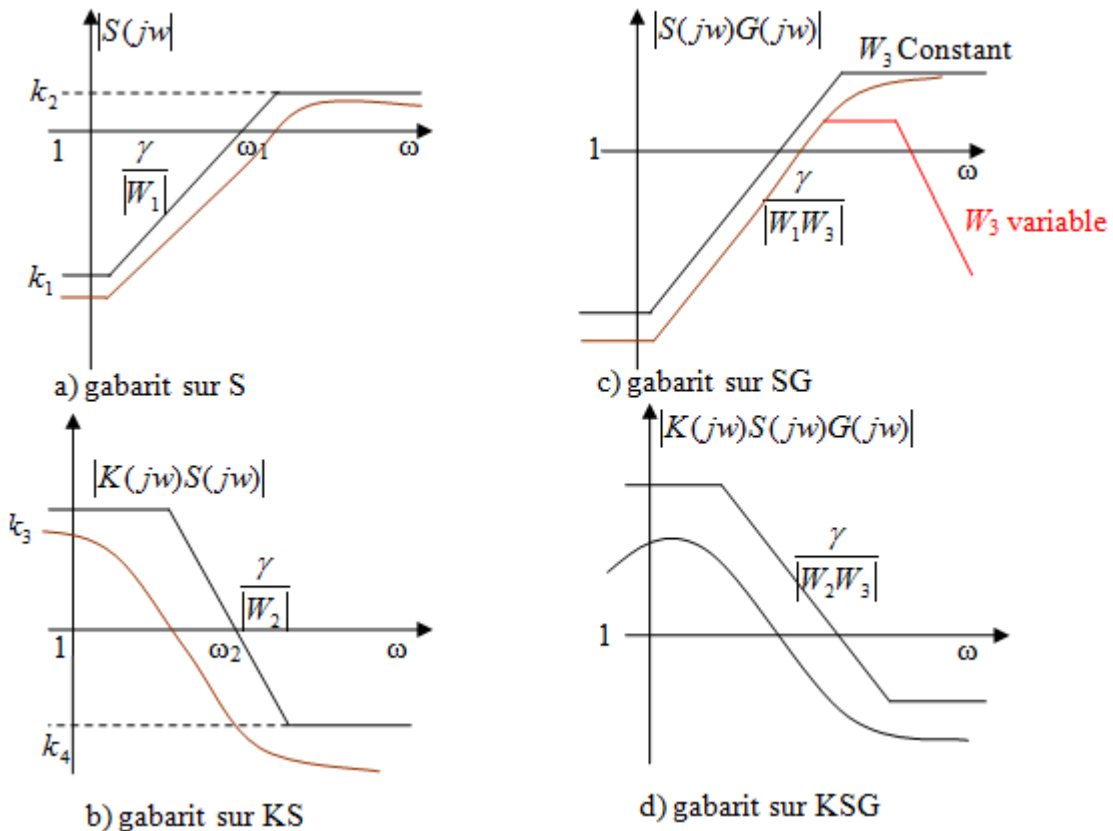 |S(jw|
k2
1
γ
|W1|
ω1
ω
k1
a) gabarit sur S
|S(jw)G(jw)|
W3 Constant
1
γ
|W1W3|
ω
W3 variable
c) gabarit sur SG
|K(jw)S(jw)|
k3
γ
|W2|
1
ω2
ω
k4
b) gabarit sur KS
|K(jw)S(jw)G(jw)|
γ
|W2W3|
1
ω
d) gabarit sur KSG